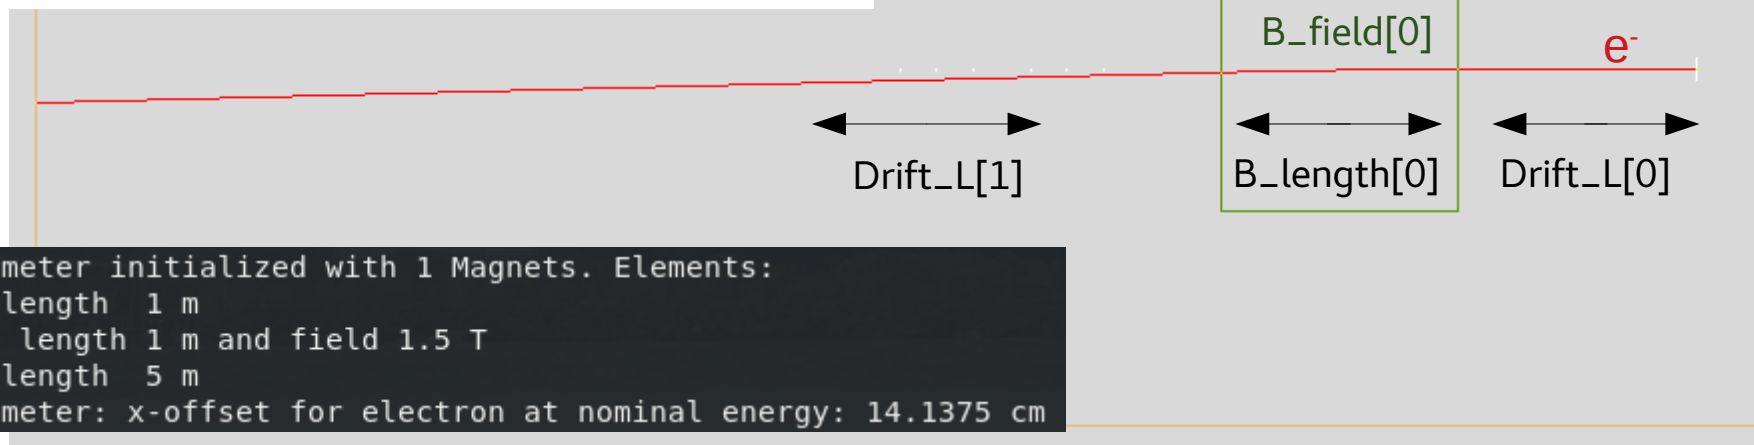 B_field[0]
e-
Drift_L[1]
B_length[0]
Drift_L[0]
meter initialized with 1 Magnets. Elements:
length  1 m
 length 1 m and field 1.5 T
length  5 m
meter: x-offset for electron at nominal energy: 14.1375 cm